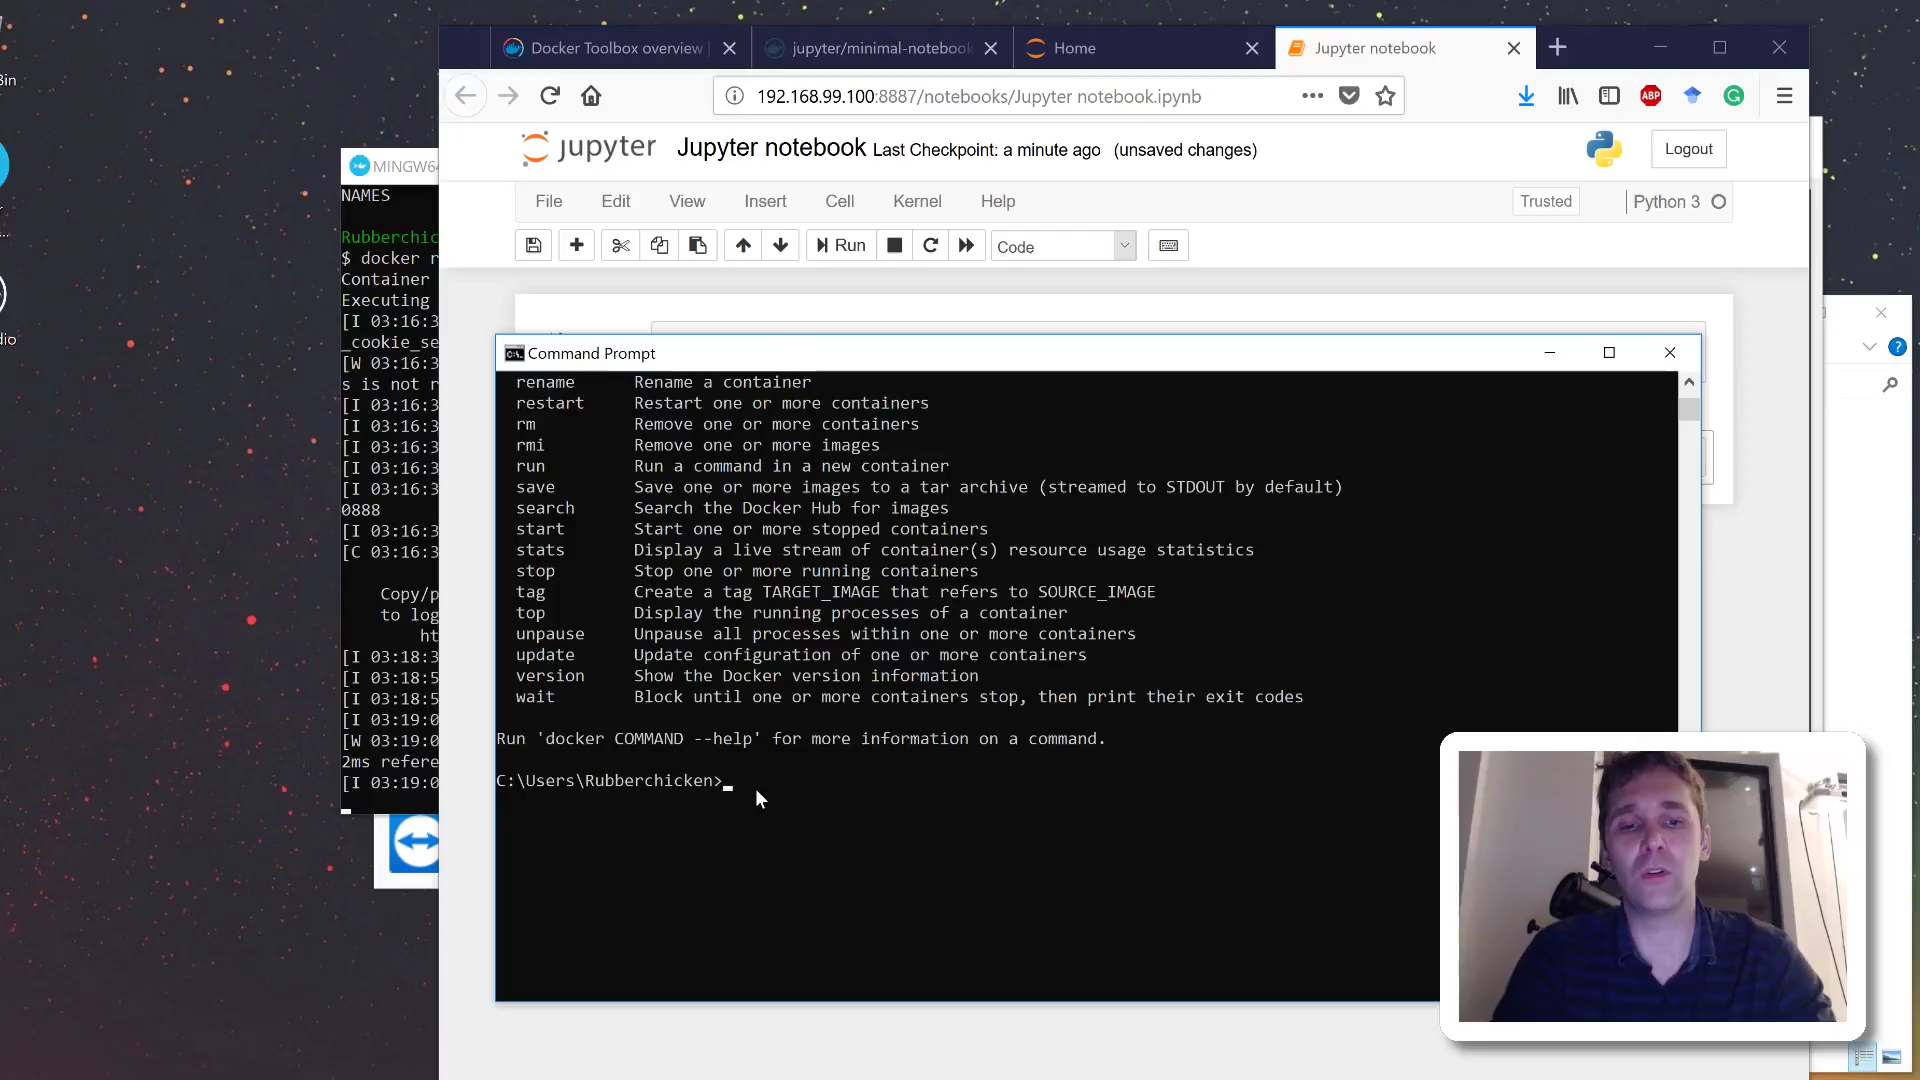 Docker Toolbox overview
jupyter/minimal-notebook
Home
Jupyter notebook
192.168.99.100:8887/notebooks/Jupyter notebook.ipynb
ABP
jupyter
Jupyter notebook Last Checkpoint: a minute ago (unsaved changes)
Logout
File Edit View Insert Cell Kernel Help
Trusted
Python 3
Run
Code
MINGW64
NAMES
Rubberchic
$ docker r
Container
Executing
[I 03:16:3
_cookie_se
[W 03:16:3
s is not r
[I 03:16:3
[I 03:16:3
[I 03:16:3
[I 03:16:3
[I 03:16:3
0888
[I 03:16:3
[C 03:16:3
Copy/p
to log
ht
[I 03:18:3
[I 03:18:5
[I 03:18:5
[I 03:19:0
[W 03:19:0
2ms refere
[I 03:19:0
Command Prompt
rename Rename a container
restart Restart one or more containers
rm Remove one or more containers
rmi Remove one or more images
run Run a command in a new container
save Save one or more images to a tar archive (streamed to STDOUT by default)
search Search the Docker Hub for images
start Start one or more stopped containers
stats Display a live stream of container(s) resource usage statistics
stop Stop one or more running containers
tag Create a tag TARGET_IMAGE that refers to SOURCE_IMAGE
top Display the running processes of a container
unpause Unpause all processes within one or more containers
update Update configuration of one or more containers
version Show the Docker version information
wait Block until one or more containers stop, then print their exit codes
Run 'docker COMMAND --help' for more information on a command.
C:\Users\Rubberchicken>